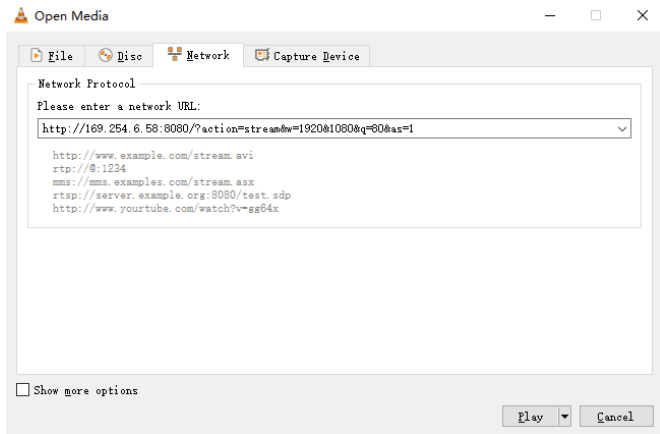 Open Media
File Disc Network Capture Device
Network Protocol
Please enter a network URL:
http://169.254.6.58:8080/?action=stream&w=1920&1080&q=80&as=1
http://www.example.com/stream.avi
rtp://@:1234
mms://mms.examples.com/stream.asx
rtsp://server.example.org:8080/test.sdp
http://www.yourtube.com/watch?v=gg64x
Show more options
Play Cancel